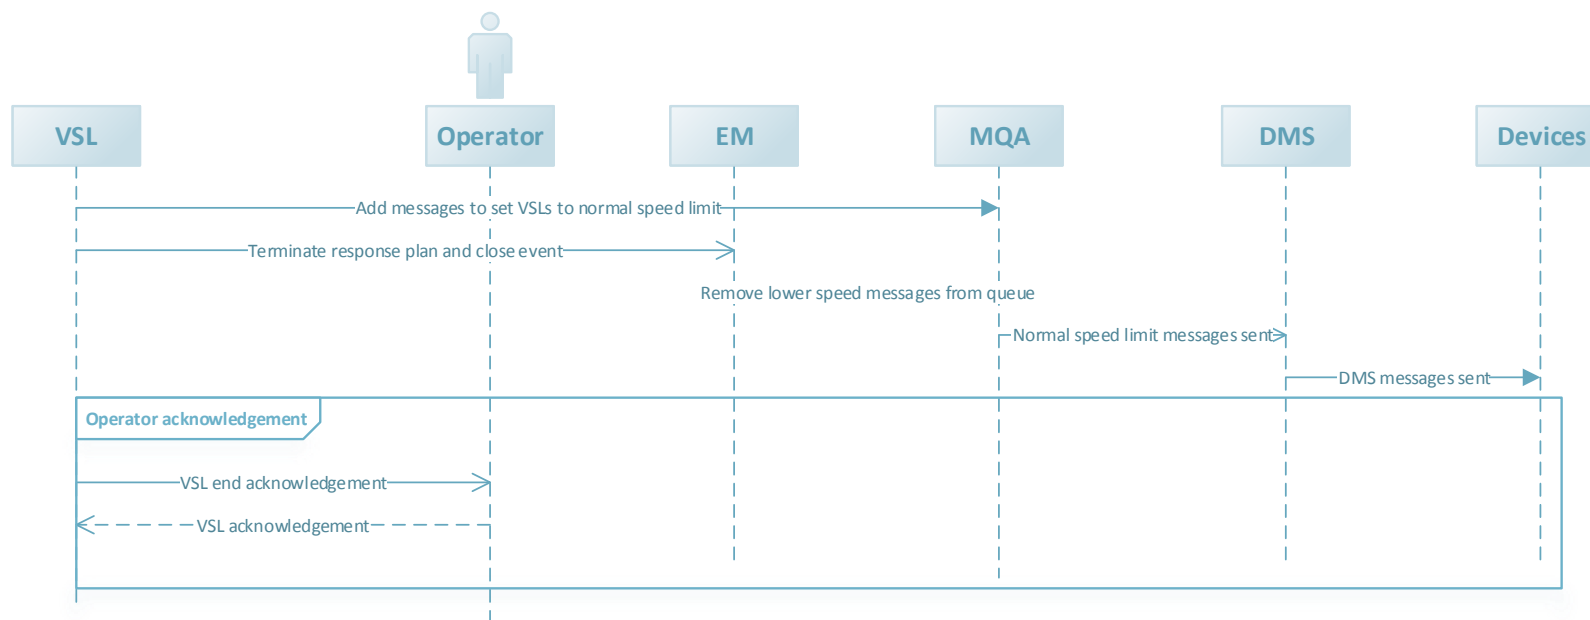 VSL
Operator
EM
MQA
DMS
Devices
Add messages to set VSLs to normal speed limit
Terminate response plan and close event
Remove lower speed messages from queue
Normal speed limit messages sent
DMS messages sent
Operator acknowledgement
VSL end acknowledgement
VSL acknowledgement